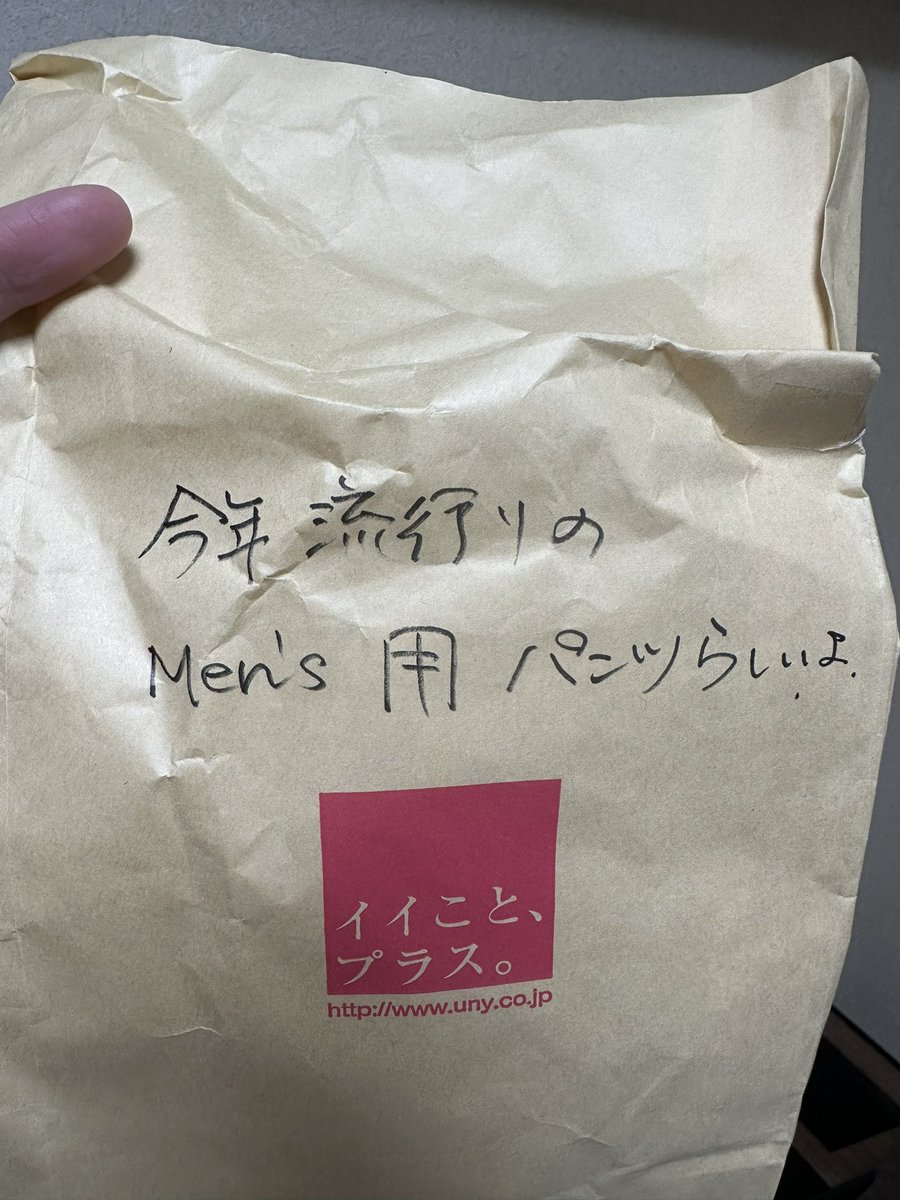 今年流行りの
Men's 用 パンツらしいよ
イイこと、
プラス。
http://www.uny.co.jp